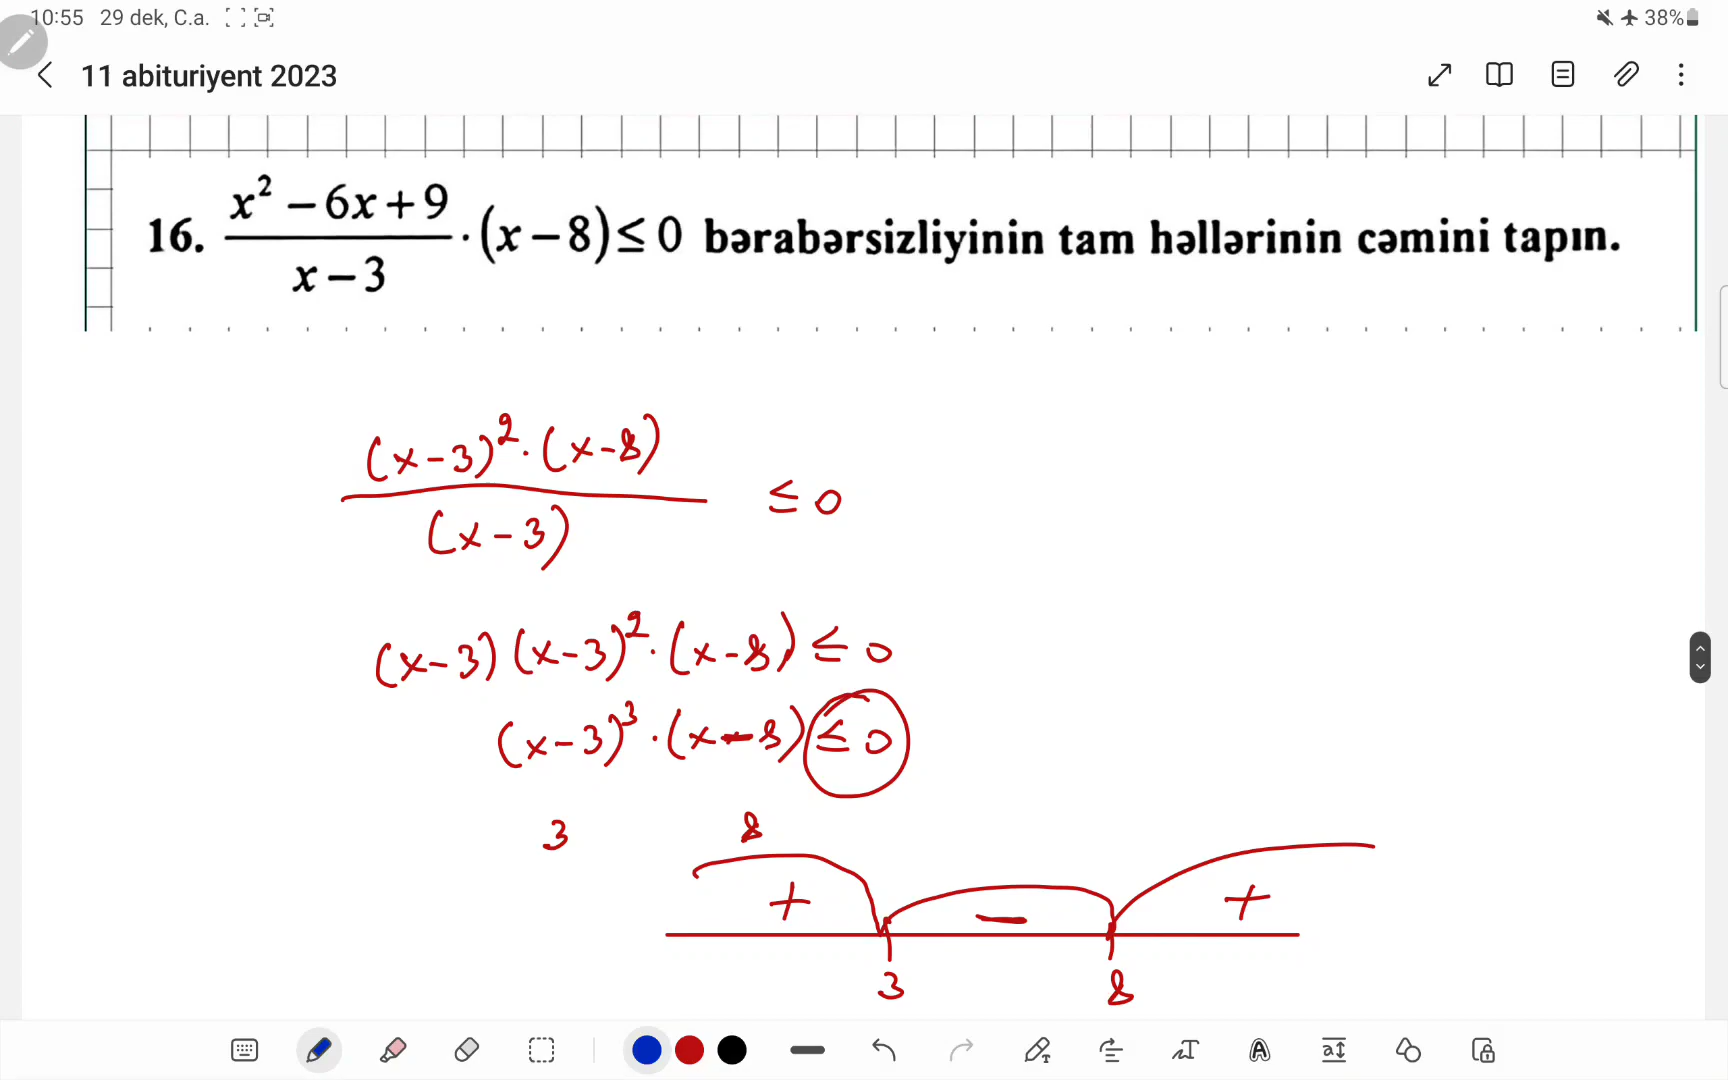 10:55 29 dek, C.a. 38%
11 abituriyent 2023
16. \frac{x² − 6x + 9}{x − 3} · (x − 8) ≤ 0 bərabərsizliyinin tam həllərinin cəmini tapın.
\frac{(x−3)² · (x−8)}{(x−3)} ≤ 0
(x−3) (x−3)² · (x−8) ≤ 0
(x−3)³ · (x−8) ≤ 0
3 8
+ − +
3 8